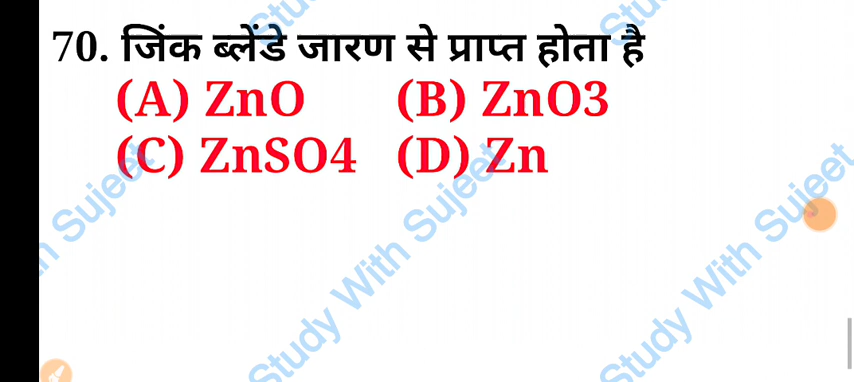 70. जिंक ब्लेंडे जारण से प्राप्त होता है
(A) ZnO (B) ZnO3
(C) ZnSO4 (D) Zn
Study With Sujeet
Study With Sujeet